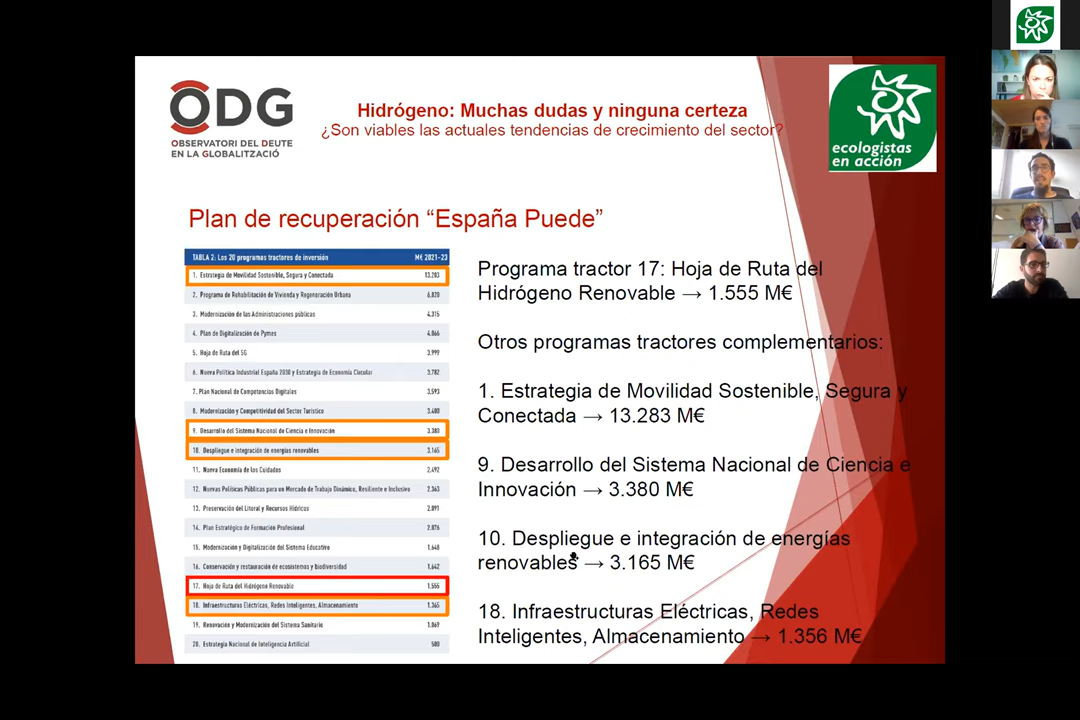 ODG
OBSERVATORI DEL DEUTE
EN LA GLOBALITZACIÓ
Hidrógeno: Muchas dudas y ninguna certeza
¿Son viables las actuales tendencias de crecimiento del sector?
ecologistas
en acción
Plan de recuperación “España Puede”
TABLA 2: Los 20 programas tractores de inversión M€ 2021-23
1. Estrategia de Movilidad Sostenible, Segura y Conectada 13.203
2. Programa de Rehabilitación de Vivienda y Regeneración Urbana 6.820
3. Modernización de las Administraciones públicas 4.315
4. Plan de Digitalización de Pymes 4.066
5. Hoja de Ruta del 5G 3.999
6. Nueva Política Industrial España 2030 y Estrategia de Economía Circular 3.782
7. Plan Nacional de Competencias Digitales 3.593
8. Modernización y Competitividad del Sector Turístico 3.400
9. Desarrollo del Sistema Nacional de Ciencia e Innovación 3.380
10. Despliegue e integración de energías renovables 3.165
11. Nueva Economía de los Cuidados 2.492
12. Nuevas Políticas Públicas para un Mercado de Trabajo Dinámico, Resiliente e Inclusivo 2.363
13. Preservación del Litoral y Recursos Hídricos 2.091
14. Plan Estratégico de Formación Profesional 2.076
15. Modernización y Digitalización del Sistema Educativo 1.648
16. Conservación y restauración de ecosistemas y biodiversidad 1.642
17. Hoja de Ruta del Hidrógeno Renovable 1.555
18. Infraestructuras Eléctricas, Redes Inteligentes, Almacenamiento 1.365
19. Renovación y Modernización del Sistema Sanitario 1.069
20. Estrategia Nacional de Inteligencia Artificial 500
Programa tractor 17: Hoja de Ruta del
Hidrógeno Renovable → 1.555 M€
Otros programas tractores complementarios:
1. Estrategia de Movilidad Sostenible, Segura y
Conectada → 13.283 M€
9. Desarrollo del Sistema Nacional de Ciencia e
Innovación → 3.380 M€
10. Despliegue e integración de energías
renovables → 3.165 M€
18. Infraestructuras Eléctricas, Redes
Inteligentes, Almacenamiento → 1.356 M€